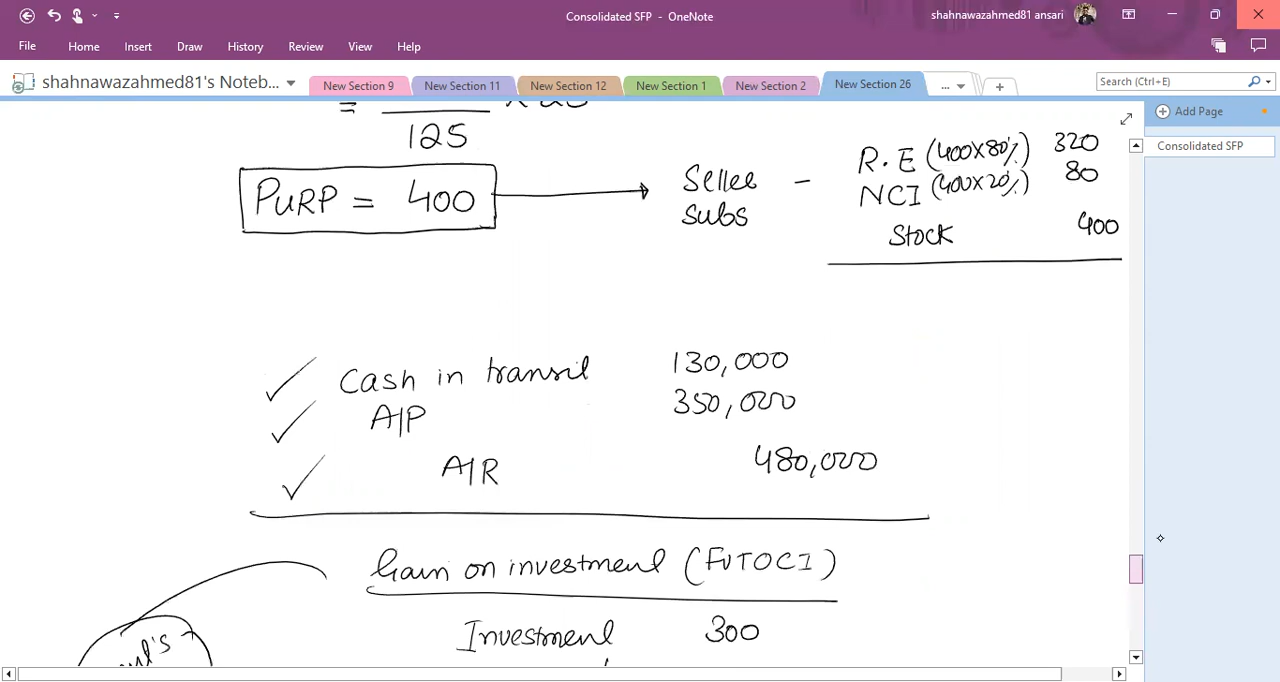 Consolidated SFP - OneNote
shahnawazahmed81 ansari
File Home Insert Draw History Review View Help
shahnawazahmed81's Noteb...
New Section 9 New Section 11 New Section 12 New Section 1 New Section 2 New Section 26 ...
Search (Ctrl+E)
Add Page
Consolidated SFP
=
125
PURP = 400
Seller subs -
R.E (400X80%) 320
NCI (400X20%) 80
Stock 400
Cash in transit 130,000
A/P 350,000
A/R 480,000
Gain on investment (FVTOCI)
Investment 300